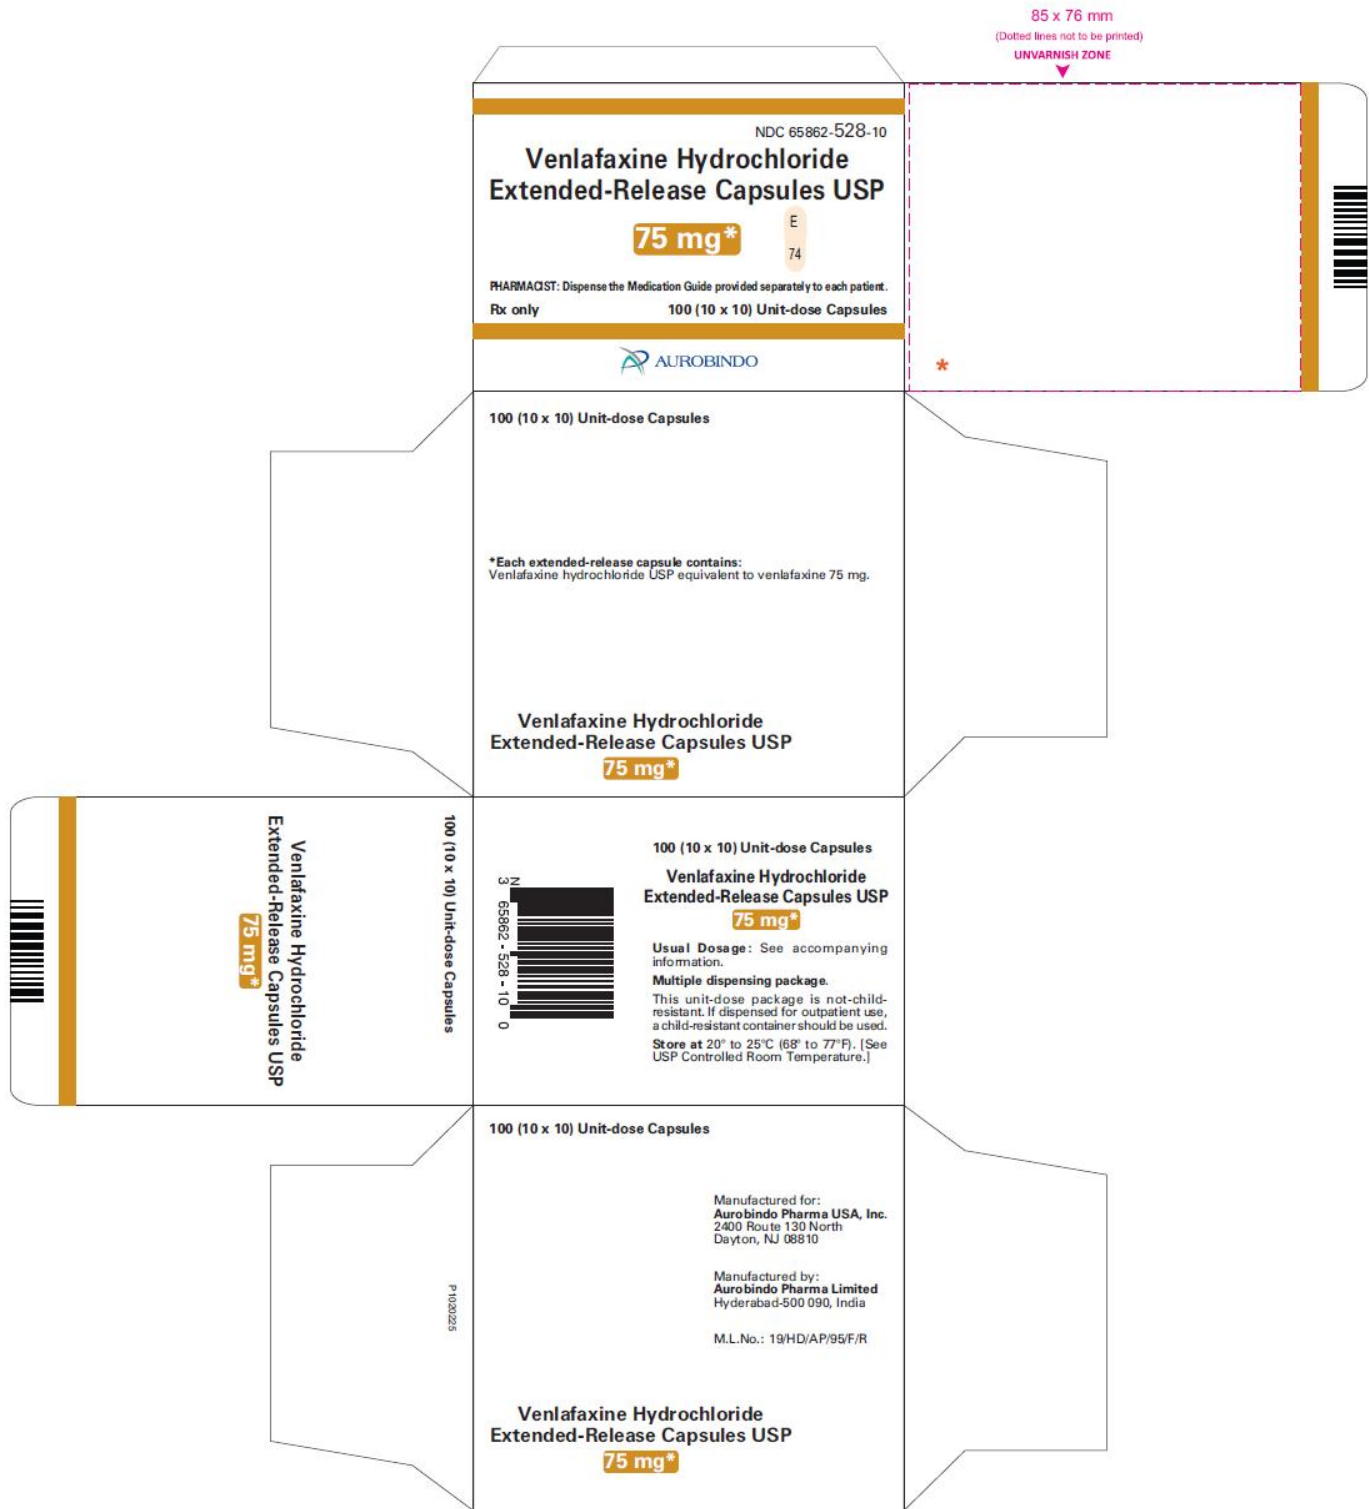 85 x 76 mm
(Dotted lines not to be printed)
UNVARNISH ZONE
NDC 65862-528-10
Venlafaxine Hydrochloride
Extended-Release Capsules USP
75 mg*
E
74
PHARMACIST: Dispense the Medication Guide provided separately to each patient.
Rx only 100 (10 x 10) Unit-dose Capsules
AUROBINDO
*
100 (10 x 10) Unit-dose Capsules
*Each extended-release capsule contains:
Venlafaxine hydrochloride USP equivalent to venlafaxine 75 mg.
Venlafaxine Hydrochloride
Extended-Release Capsules USP
75 mg*
100 (10 x 10) Unit-dose Capsules
Venlafaxine Hydrochloride
Extended-Release Capsules USP
75 mg*
N
3 65862-528-10 0
100 (10 x 10) Unit-dose Capsules
Venlafaxine Hydrochloride
Extended-Release Capsules USP
75 mg*
Usual Dosage: See accompanying
information.
Multiple dispensing package.
This unit-dose package is not-child-
resistant. If dispensed for outpatient use,
a child-resistant container should be used.
Store at 20° to 25°C (68° to 77°F). [See
USP Controlled Room Temperature.]
100 (10 x 10) Unit-dose Capsules
Manufactured for:
Aurobindo Pharma USA, Inc.
2400 Route 130 North
Dayton, NJ 08810
Manufactured by:
Aurobindo Pharma Limited
Hyderabad-500 090, India
M.L.No.: 19/HD/AP/95/F/R
P1020225
Venlafaxine Hydrochloride
Extended-Release Capsules USP
75 mg*